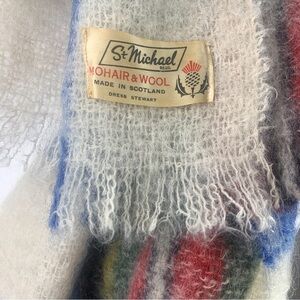 St Michael
REGD.
MOHAIR & WOOL
MADE IN SCOTLAND
DRESS STEWART